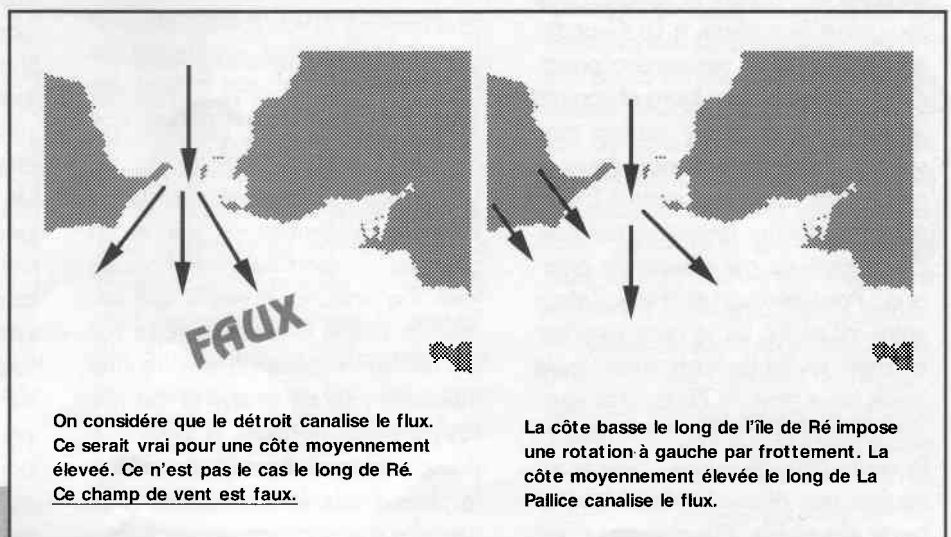 FAUX
On considére que le détroit canalise le flux.
Ce serait vrai pour une côte moyennement
éleveé. Ce n'est pas le cas le long de Ré.
Ce champ de vent est faux.
La côte basse le long de l'île de Ré impose
une rotation à gauche par frottement. La
côte moyennement élevée le long de La
Pallice canalise le flux.